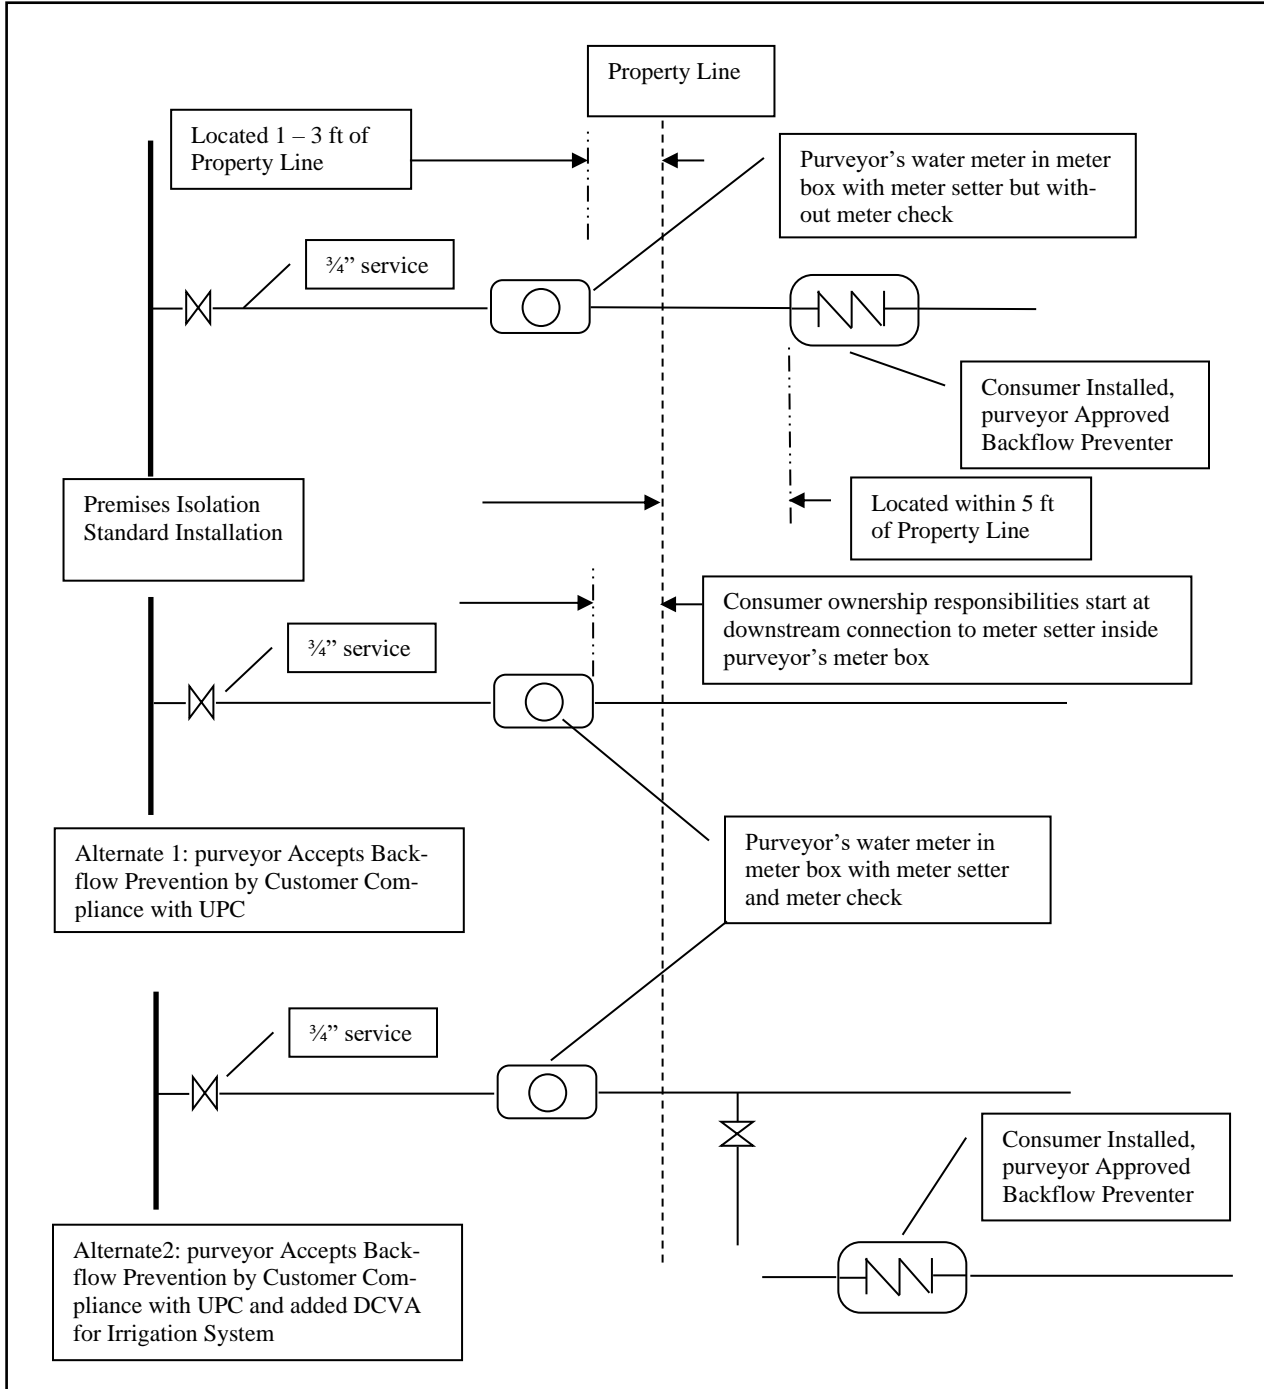 Property Line
Located 1 – 3 ft of
Property Line
Purveyor’s water meter in meter
box with meter setter but with-
out meter check
¾” service
Consumer Installed,
purveyor Approved
Backflow Preventer
Premises Isolation
Standard Installation
Located within 5 ft
of Property Line
Consumer ownership responsibilities start at
downstream connection to meter setter inside
purveyor’s meter box
¾” service
Alternate 1: purveyor Accepts Back-
flow Prevention by Customer Com-
pliance with UPC
Purveyor’s water meter in
meter box with meter setter
and meter check
¾” service
Consumer Installed,
purveyor Approved
Backflow Preventer
Alternate2: purveyor Accepts Back-
flow Prevention by Customer Com-
pliance with UPC and added DCVA
for Irrigation System